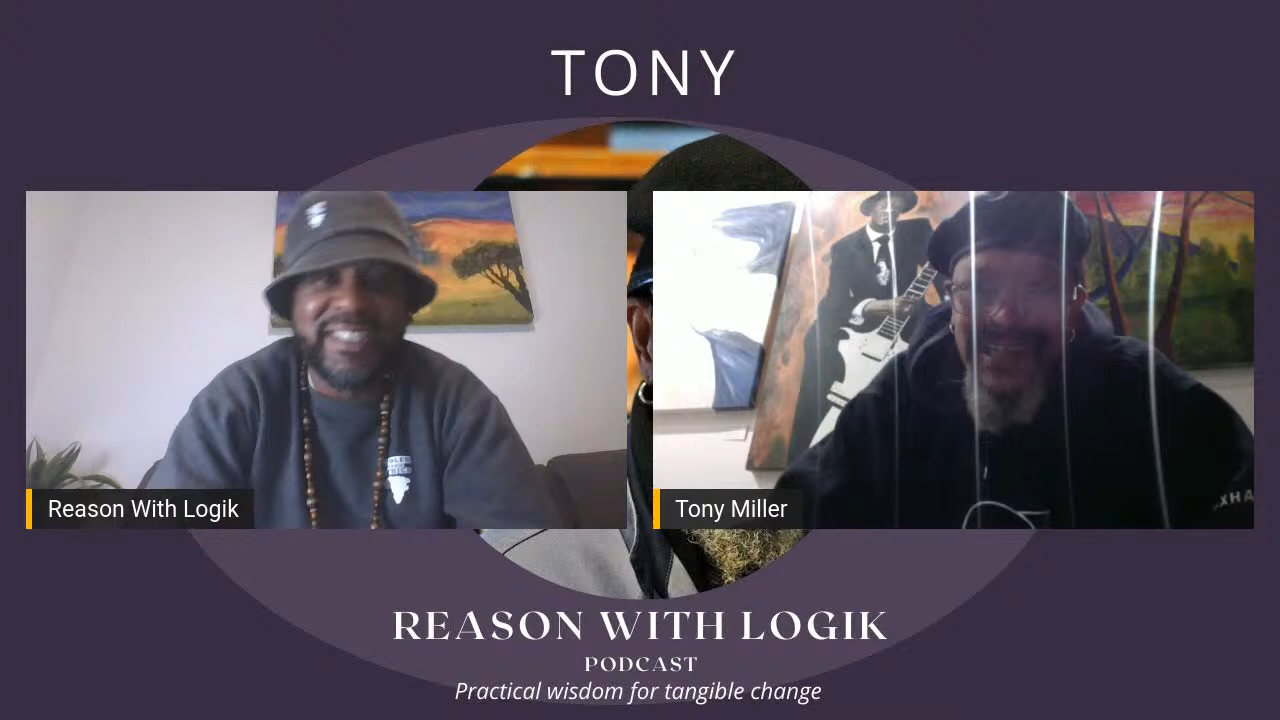 TONY
Reason With Logik
Tony Miller
REASON WITH LOGIK
PODCAST
Practical wisdom for tangible change